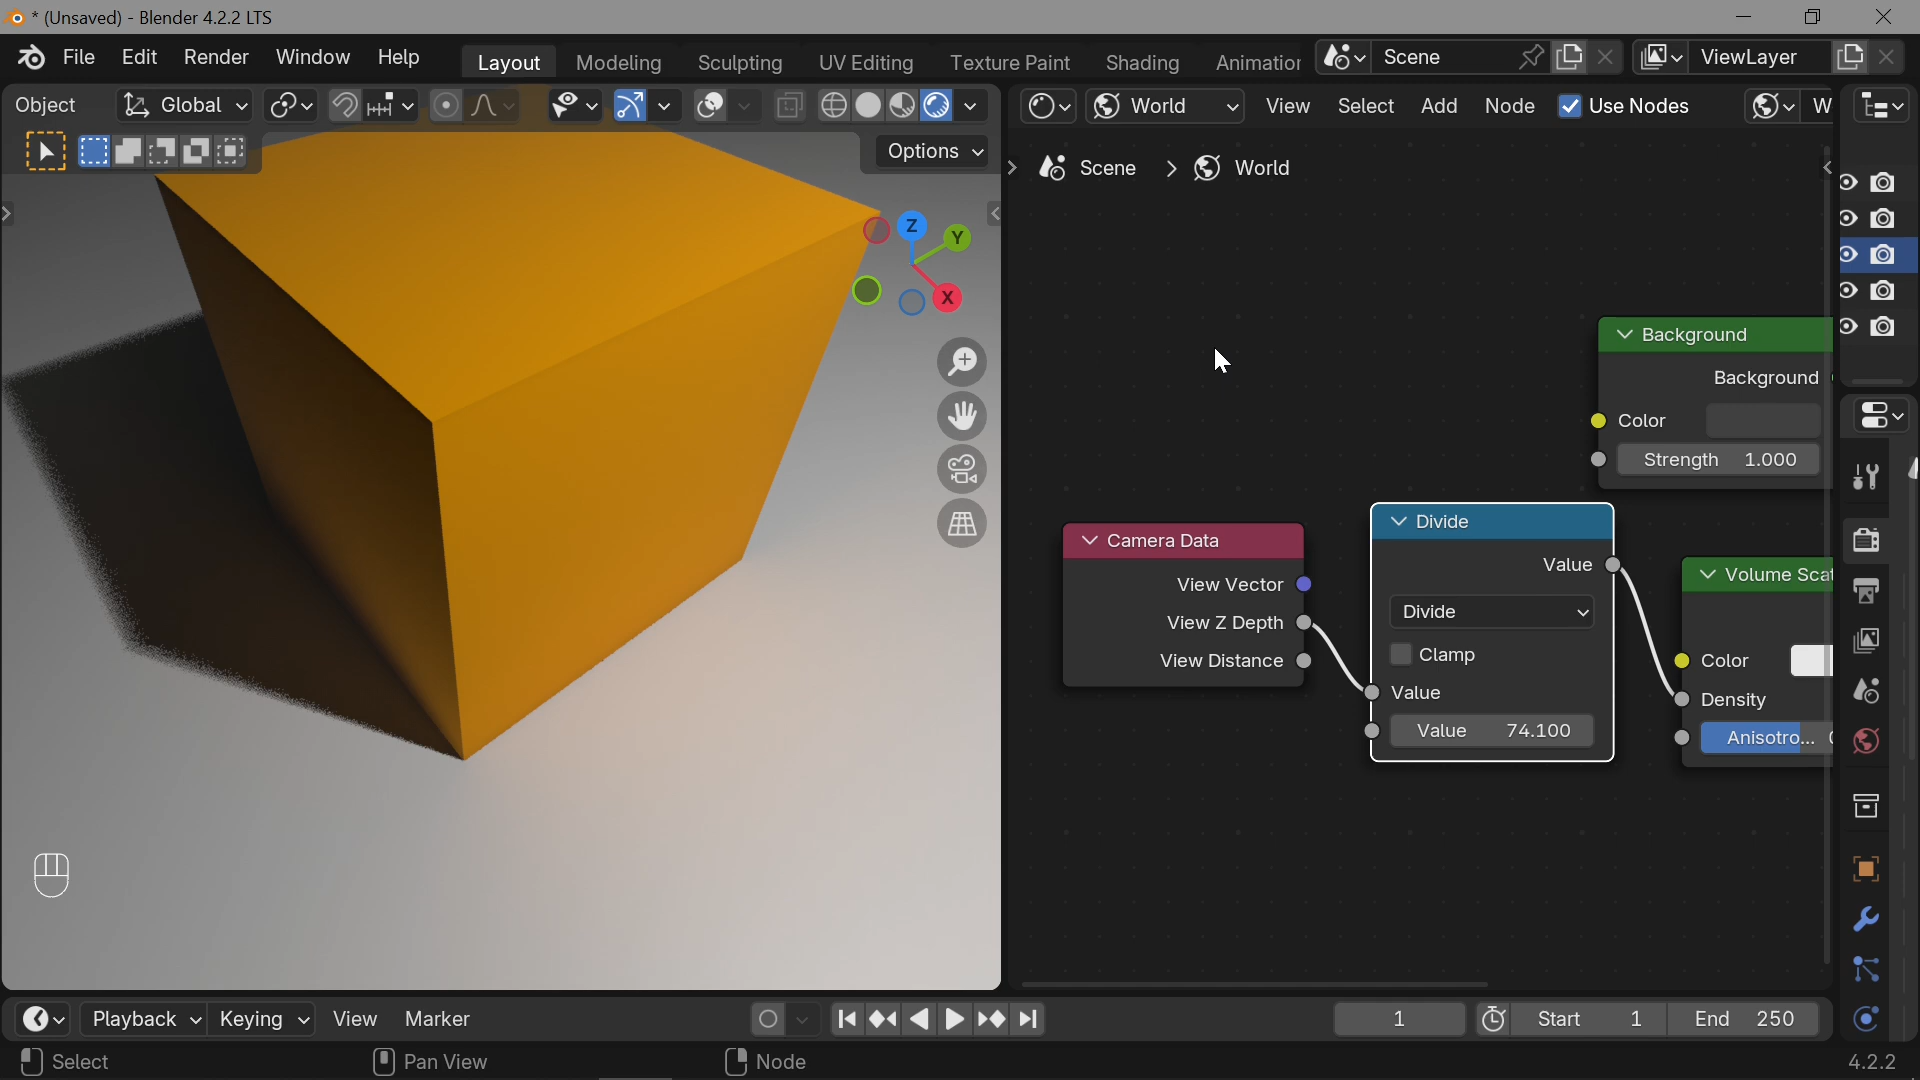 * (Unsaved) - Blender 4.2.2 LTS
File Edit Render Window Help Layout Modeling Sculpting UV Editing Texture Paint Shading Animation Scene ViewLayer
Object Global World View Select Add Node Use Nodes W
Options
Scene World
Z
Y
X
Background
Background
Color
Strength 1.000
Camera Data
View Vector
View Z Depth
View Distance
Divide
Value
Divide
Clamp
Value
Value 74.100
Volume Scat
Color
Density
Anisotro...
Playback Keying View Marker 1 Start 1 End 250
Select Pan View Node 4.2.2